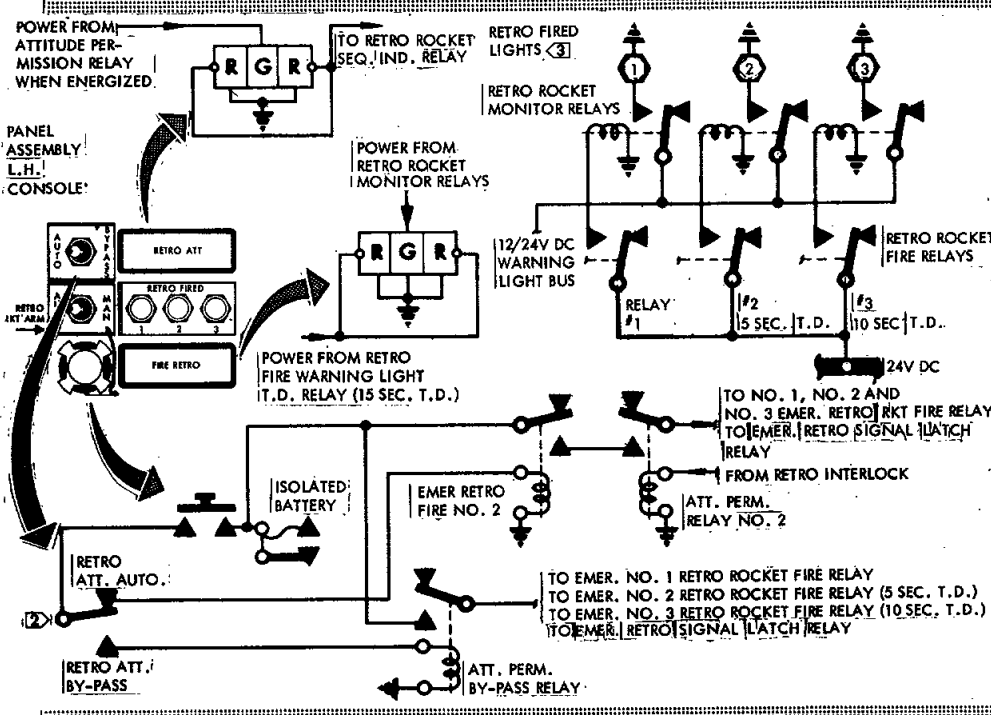 POWER FROM
ATTITUDE PER-
MISSION RELAY
WHEN ENERGIZED
R G R
TO RETRO ROCKET
SEQ. IND. RELAY
RETRO FIRED
LIGHTS 3
1 2 3
RETRO ROCKET
MONITOR RELAYS
PANEL
ASSEMBLY
L.H.
CONSOLE
POWER FROM
RETRO ROCKET
MONITOR RELAYS
R G R
12/24V DC
WARNING
LIGHT BUS
RETRO ROCKET
FIRE RELAYS
AUTO
BYPASS
RETRO ATT
RETRO
RKT ARM
MAN
RETRO FIRED
1 2 3
FIRE RETRO
RELAY
#1
#2
5 SEC. T.D.
#3
10 SEC T.D.
24V DC
POWER FROM RETRO
FIRE WARNING LIGHT
T.D. RELAY (15 SEC. T.D.)
TO NO. 1, NO. 2 AND
NO. 3 EMER. RETRO RKT FIRE RELAY
TO EMER. RETRO SIGNAL LATCH
RELAY
FROM RETRO INTERLOCK
ISOLATED
BATTERY
EMER RETRO
FIRE NO. 2
ATT. PERM.
RELAY NO. 2
RETRO
ATT. AUTO.
2
TO EMER. NO. 1 RETRO ROCKET FIRE RELAY
TO EMER. NO. 2 RETRO ROCKET FIRE RELAY (5 SEC. T.D.)
TO EMER. NO. 3 RETRO ROCKET FIRE RELAY (10 SEC. T.D.)
TO EMER. RETRO SIGNAL LATCH RELAY
RETRO ATT.
BY-PASS
ATT. PERM.
BY-PASS RELAY